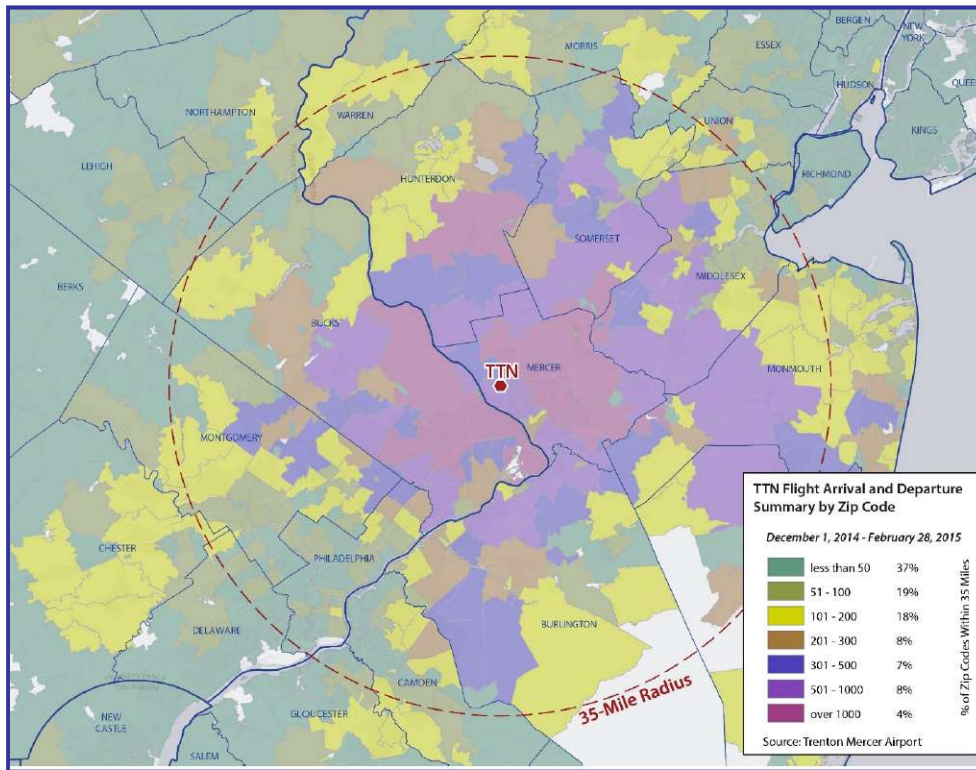 BERGEN
NEW
YORK
MORRIS
ESSEX
HUDSON
QUEE
NORTHAMPTON
WARREN
UNION
KINGS
LEHIGH
RICHMOND
HUNTERDON
SOMERSET
MIDDLESEX
BERKS
BUCKS
TTN
MERCER
MONMOUTH
MONTGOMERY
CHESTER
PHILADELPHIA
DELAWARE
BURLINGTON
CAMDEN
35-Mile Radius
NEW
CASTLE
GLOUCESTER
SALEM
TTN Flight Arrival and Departure
Summary by Zip Code
December 1, 2014 - February 28, 2015
less than 50 37%
51 - 100 19%
101 - 200 18%
201 - 300 8%
301 - 500 7%
501 - 1000 8%
over 1000 4%
% of Zip Codes Within 35 Miles
Source: Trenton Mercer Airport